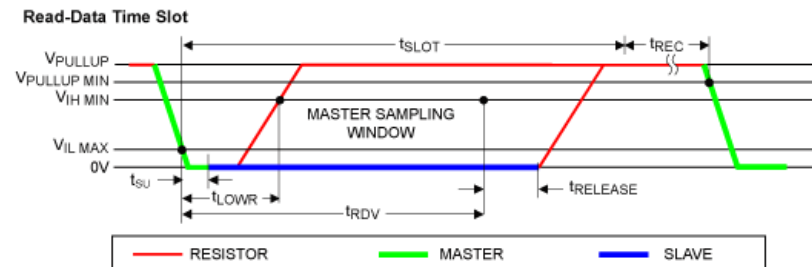 Read-Data Time Slot
tSLOT
tREC
VPULLUP
VPULLUP MIN
VIH MIN
MASTER SAMPLING
WINDOW
VIL MAX
0V
tSU
tLOWR
tRELEASE
tRDV
RESISTOR MASTER SLAVE